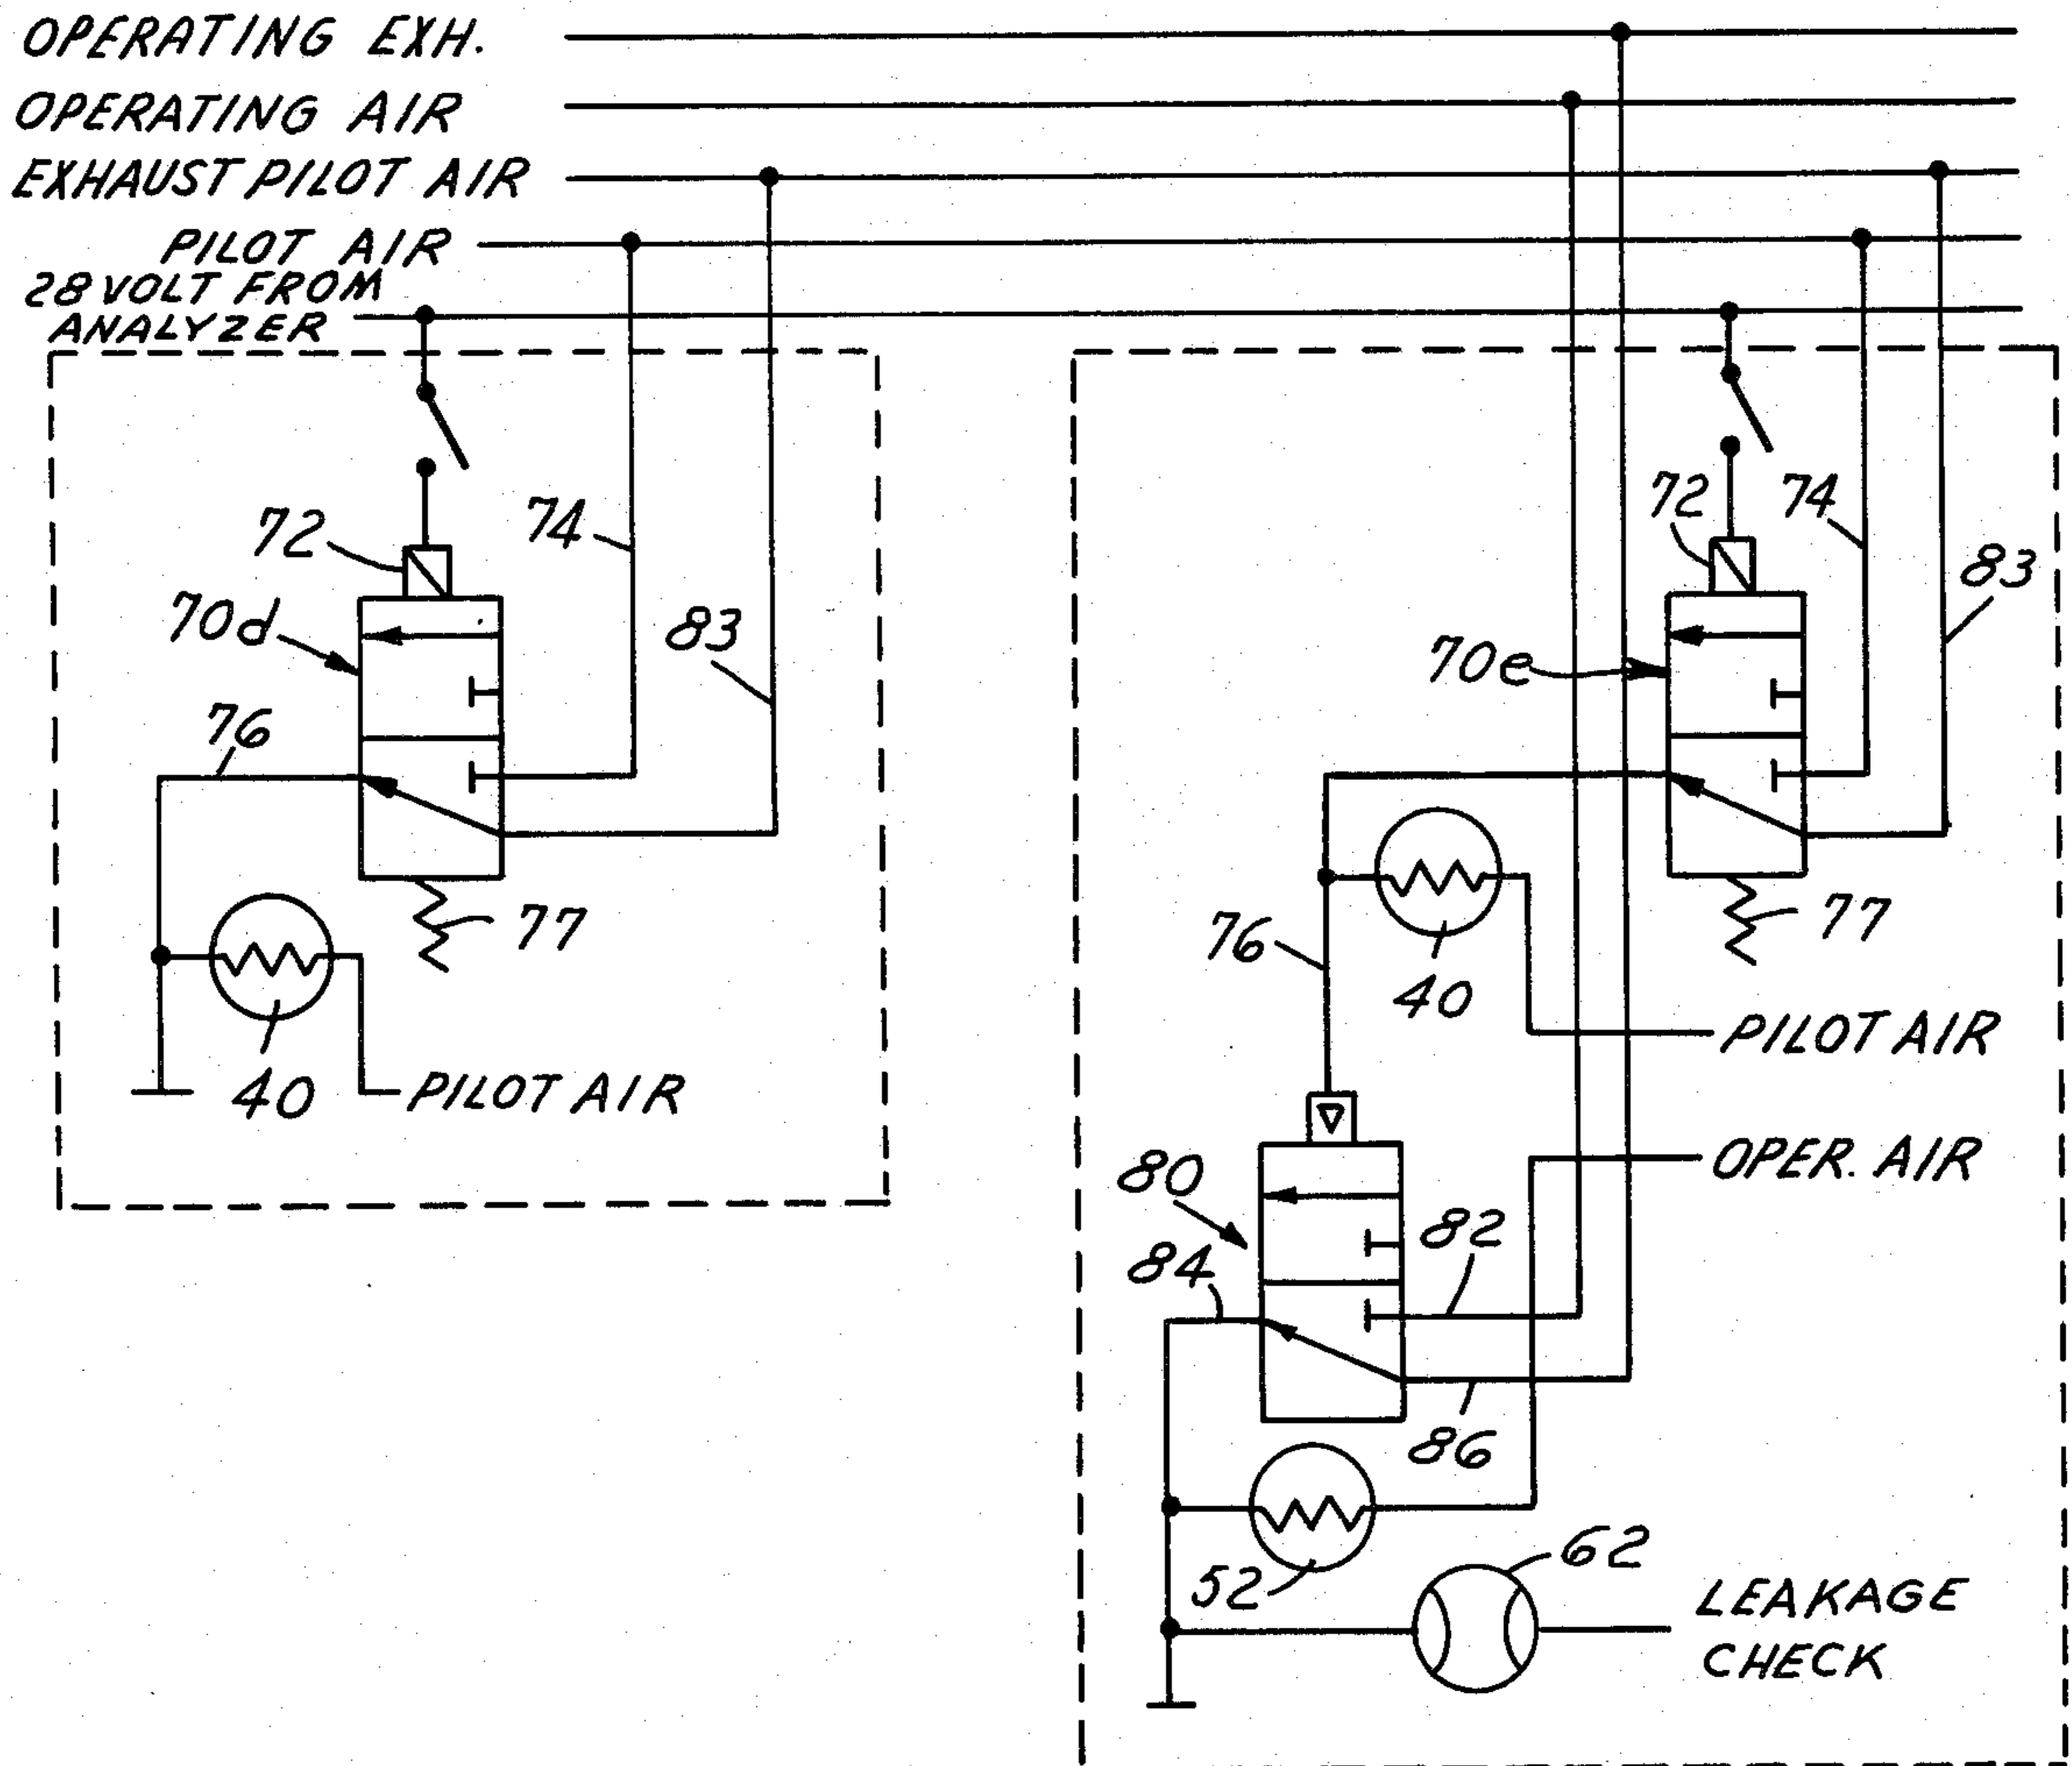 OPERATING EXH.
OPERATING AIR
EXHAUST PILOT AIR
PILOT AIR
28 VOLT FROM
ANALYZER
72
74
70d
83
76
77
40
PILOT AIR
72
74
83
70e
76
40
77
PILOT AIR
OPER. AIR
80
82
84
86
52
62
LEAKAGE
CHECK